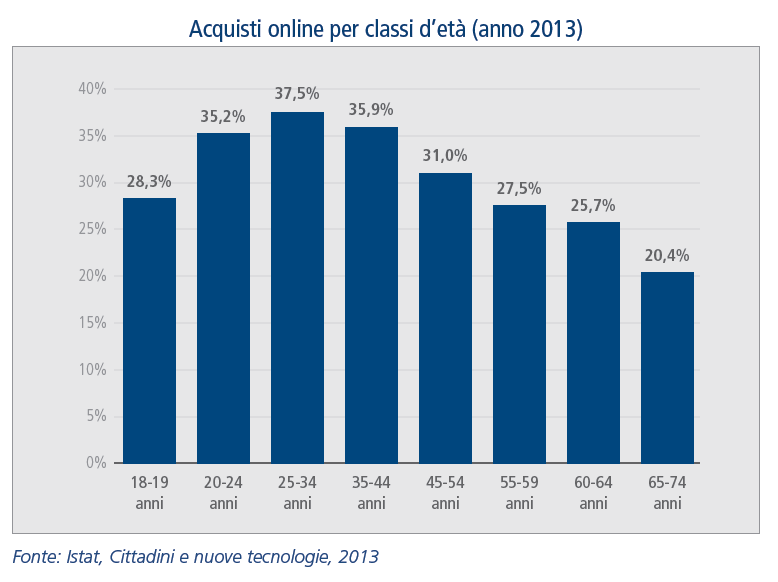 Acquisti online per classi d'età (anno 2013)
40%
35%
30%
25%
20%
15%
10%
5%
0%
28,3%
35,2%
37,5%
35,9%
31,0%
27,5%
25,7%
20,4%
18-19 anni
20-24 anni
25-34 anni
35-44 anni
45-54 anni
55-59 anni
60-64 anni
65-74 anni
Fonte: Istat, Cittadini e nuove tecnologie, 2013